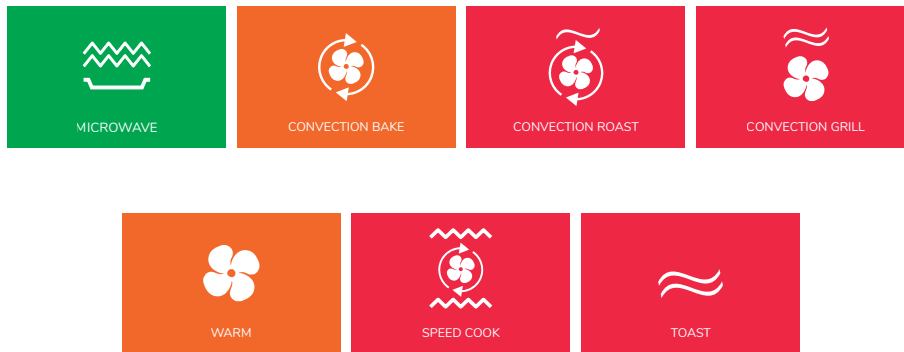 MICROWAVE
CONVECTION BAKE
CONVECTION ROAST
CONVECTION GRILL
WARM
SPEED COOK
TOAST